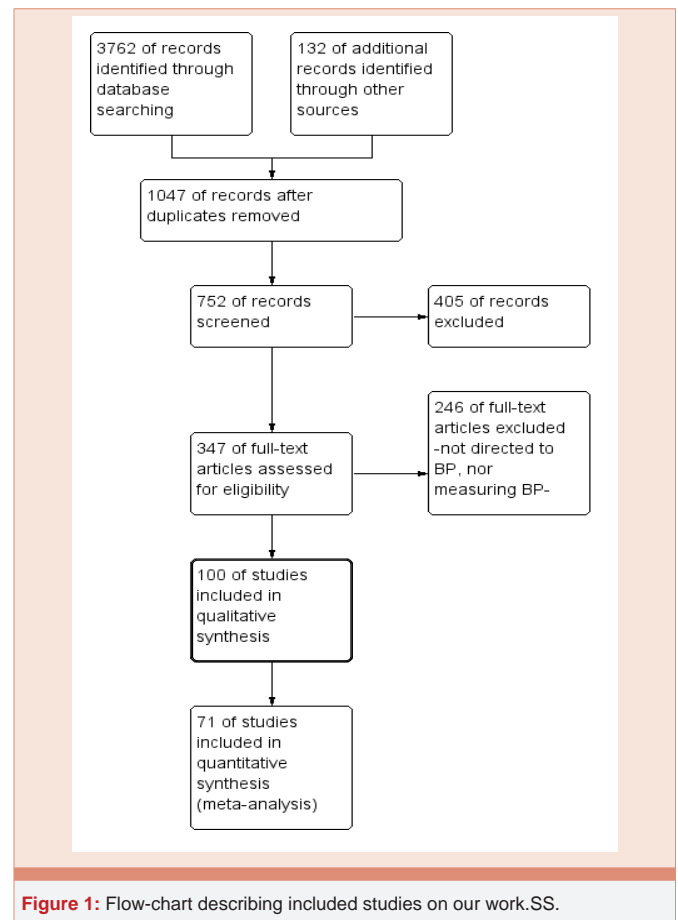 3762 of records
identified through
database
searching
132 of additional
records identified
through other
sources
1047 of records after
duplicates removed
752 of records
screened
405 of records
excluded
347 of full-text
articles assessed
for eligibility
246 of full-text
articles excluded
-not directed to
BP, nor
measuring BP-
100 of studies
included in
qualitative
synthesis
71 of studies
included in
quantitative
synthesis
(meta-analysis)
Figure 1: Flow-chart describing included studies on our work.SS.